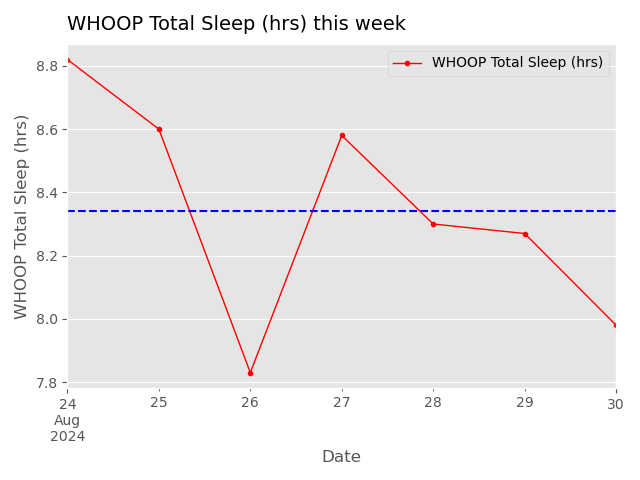 WHOOP Total Sleep (hrs) this week
WHOOP Total Sleep (hrs)
WHOOP Total Sleep (hrs)
8.8
8.6
8.4
8.2
8.0
7.8
24 25 26 27 28 29 30
Aug
2024
Date